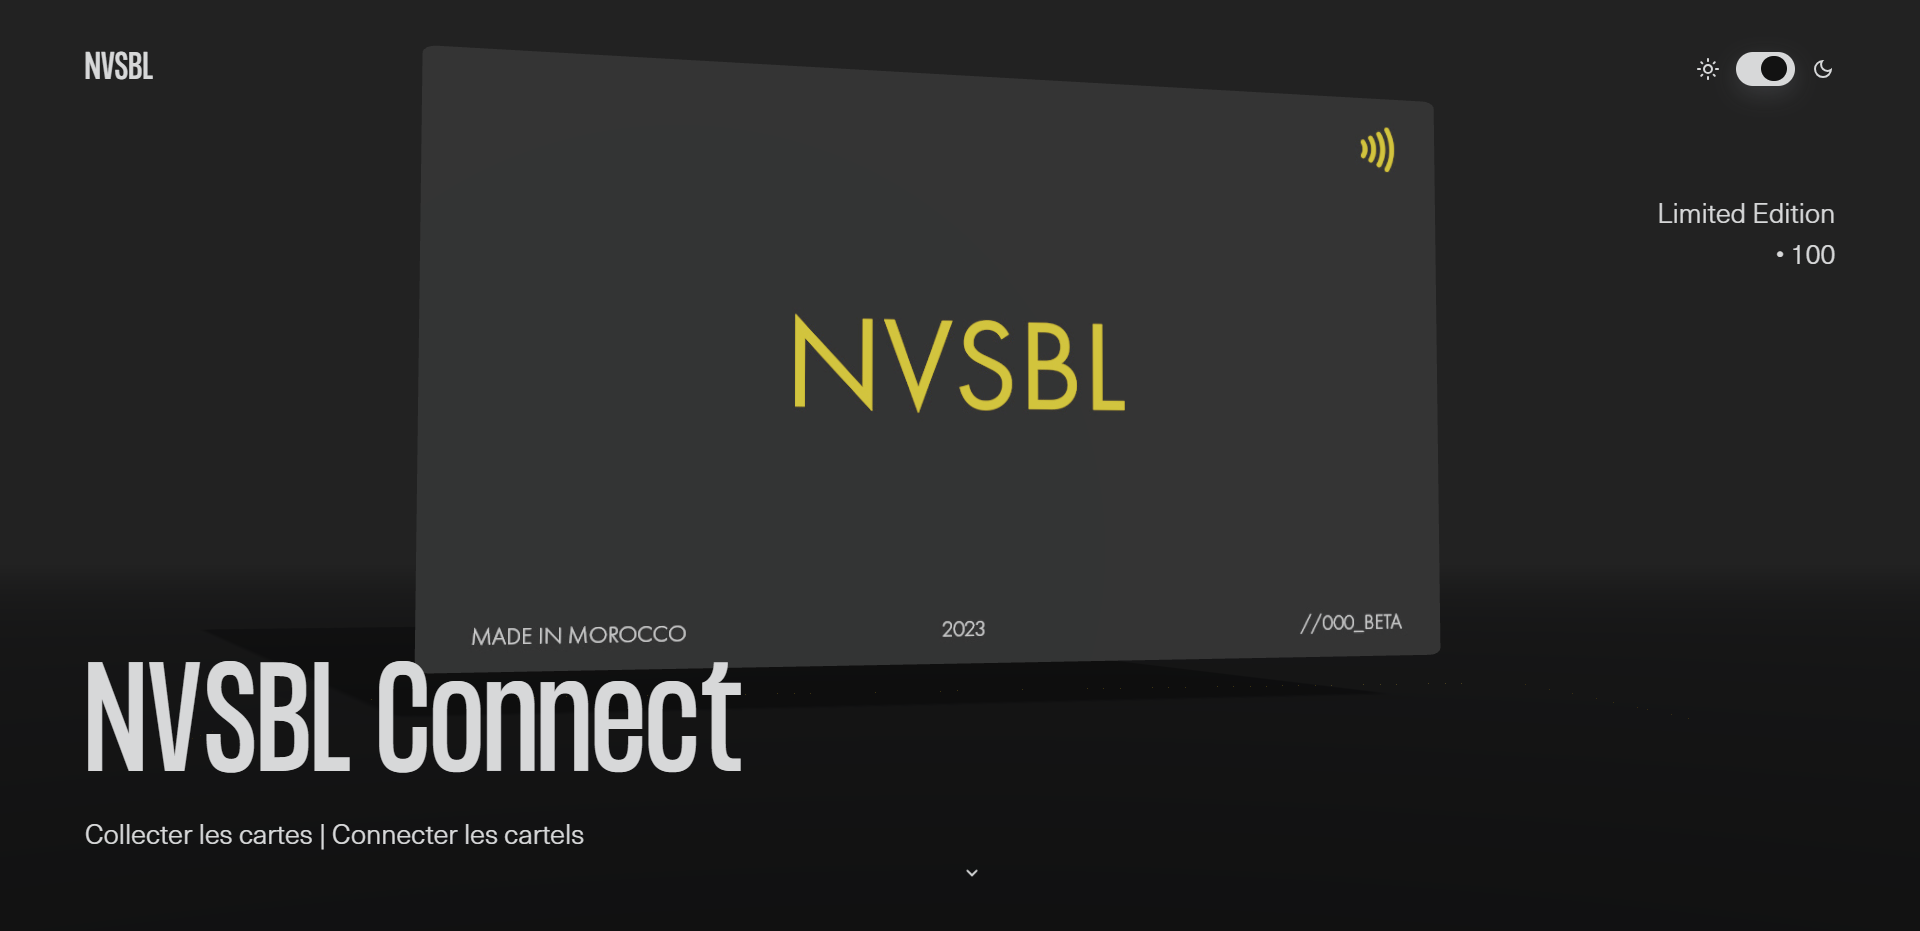 NVSBL
Limited Edition
• 100
NVSBL
MADE IN MOROCCO
2023
//000_BETA
NVSBL Connect
Collecter les cartes | Connecter les cartels